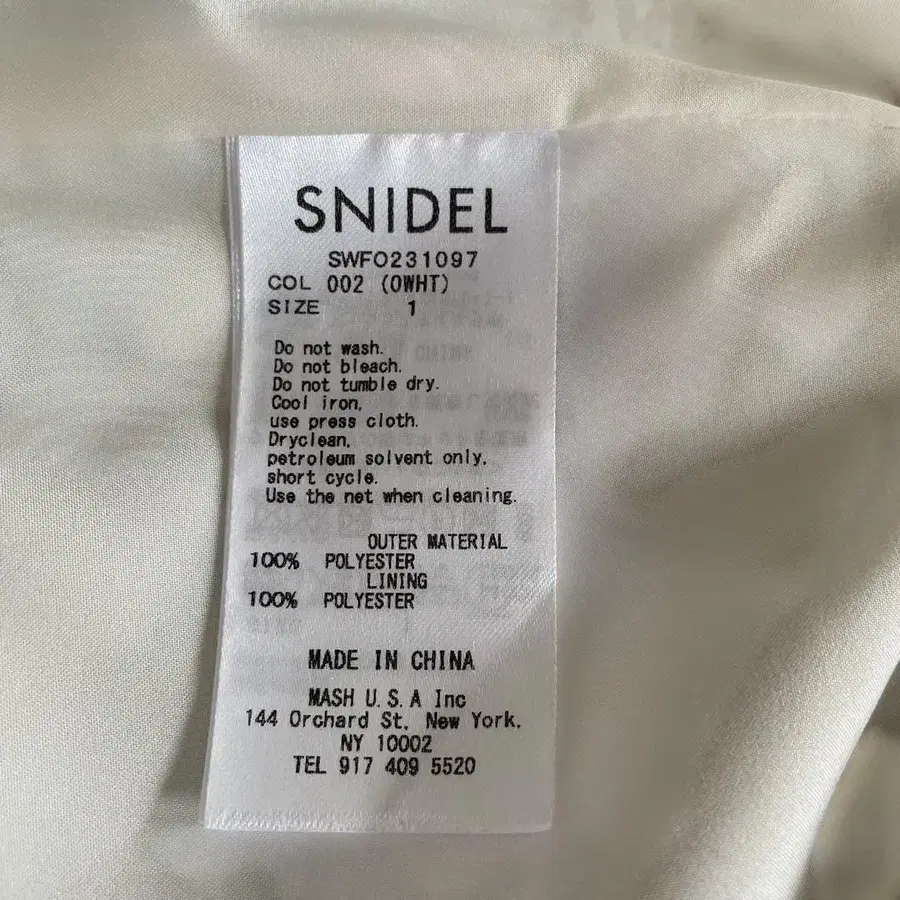 SNIDEL
SWFO231097
COL 002 (OWHT)
SIZE 1
Do not wash.
Do not bleach.
Do not tumble dry.
Cool iron,
use press cloth.
Dryclean,
petroleum solvent only,
short cycle.
Use the net when cleaning.
OUTER MATERIAL
100% POLYESTER
LINING
100% POLYESTER
MADE IN CHINA
MASH U.S.A Inc
144 Orchard St, New York.
NY 10002
TEL 917 409 5520